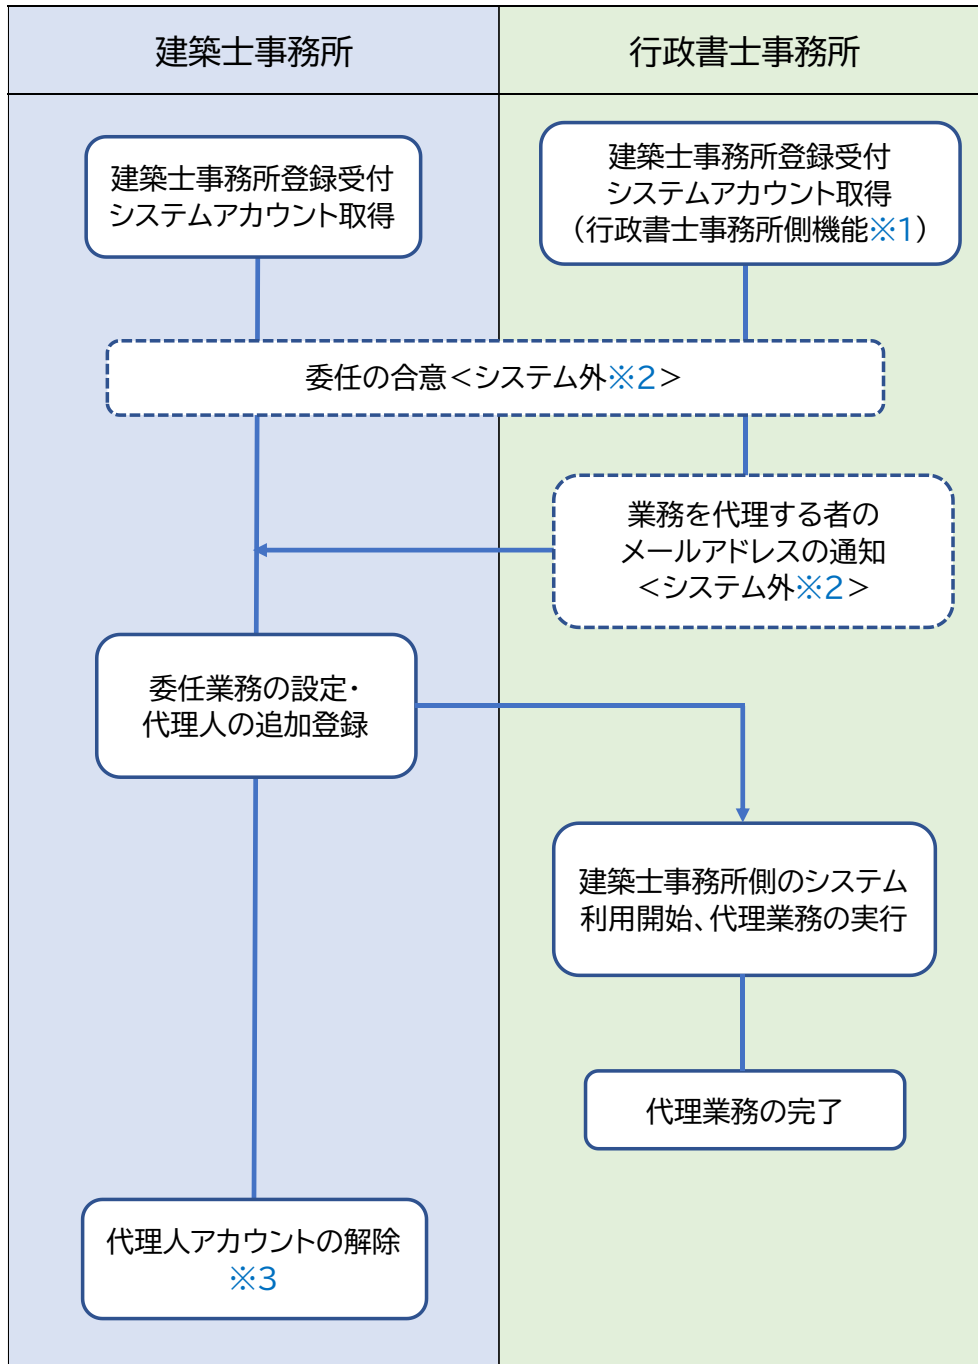 建築士事務所
行政書士事務所
建築士事務所登録受付
システムアカウント取得
建築士事務所登録受付
システムアカウント取得
（行政書士事務所側機能※1）
委任の合意＜システム外※2＞
業務を代理する者の
メールアドレスの通知
＜システム外※2＞
委任業務の設定・
代理人の追加登録
建築士事務所側のシステム
利用開始、代理業務の実行
代理業務の完了
代理人アカウントの解除
※3